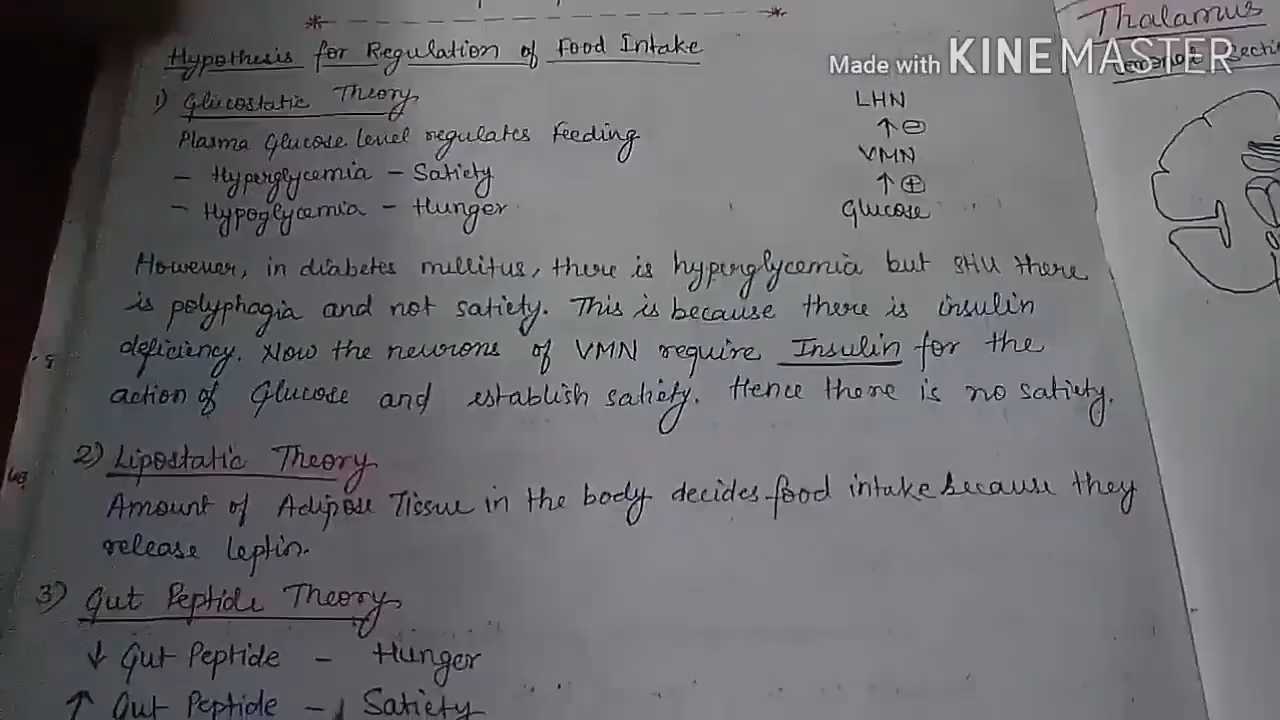 Hypothesis for Regulation of Food Intake
Made with KINEMASTER
1) Glucostatic Theory
Plasma Glucose level regulates Feeding
- Hyperglycemia - Satiety
- Hypoglycemia - Hunger
LHN
↑ ⊖
VMN
↑ ⊕
Glucose
However, in diabetes mellitus, there is hyperglycemia but still there
is polyphagia and not satiety. This is because there is insulin
deficiency. Now the neurons of VMN require Insulin for the
action of Glucose and establish satiety. Hence there is no satiety.
2) Lipostatic Theory
Amount of Adipose Tissue in the body decides food intake because they
release leptin.
3) Gut Peptide Theory
↓ Gut Peptide - Hunger
↑ Gut Peptide - Satiety
Thalamus